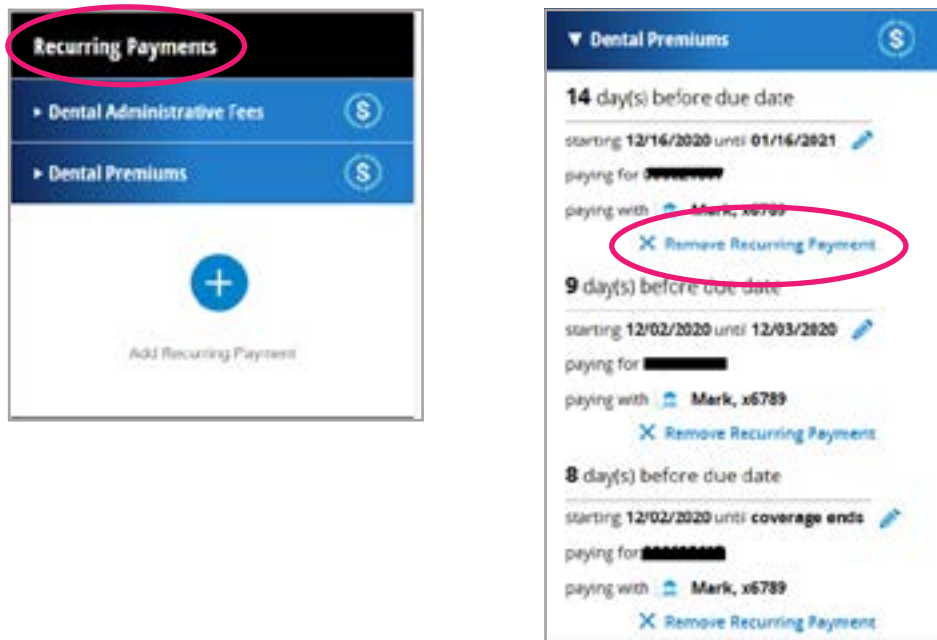 Recurring Payments
▸ Dental Administrative Fees
▸ Dental Premiums
Add Recurring Payment
▼ Dental Premiums
14 day(s) before due date
starting 12/16/2020 until 01/16/2021
paying for
paying with Mark, x6789
X Remove Recurring Payment
9 day(s) before due date
starting 12/02/2020 until 12/03/2020
paying for
paying with Mark, x6789
X Remove Recurring Payment
8 day(s) before due date
starting 12/02/2020 until coverage ends
paying for
paying with Mark, x6789
X Remove Recurring Payment